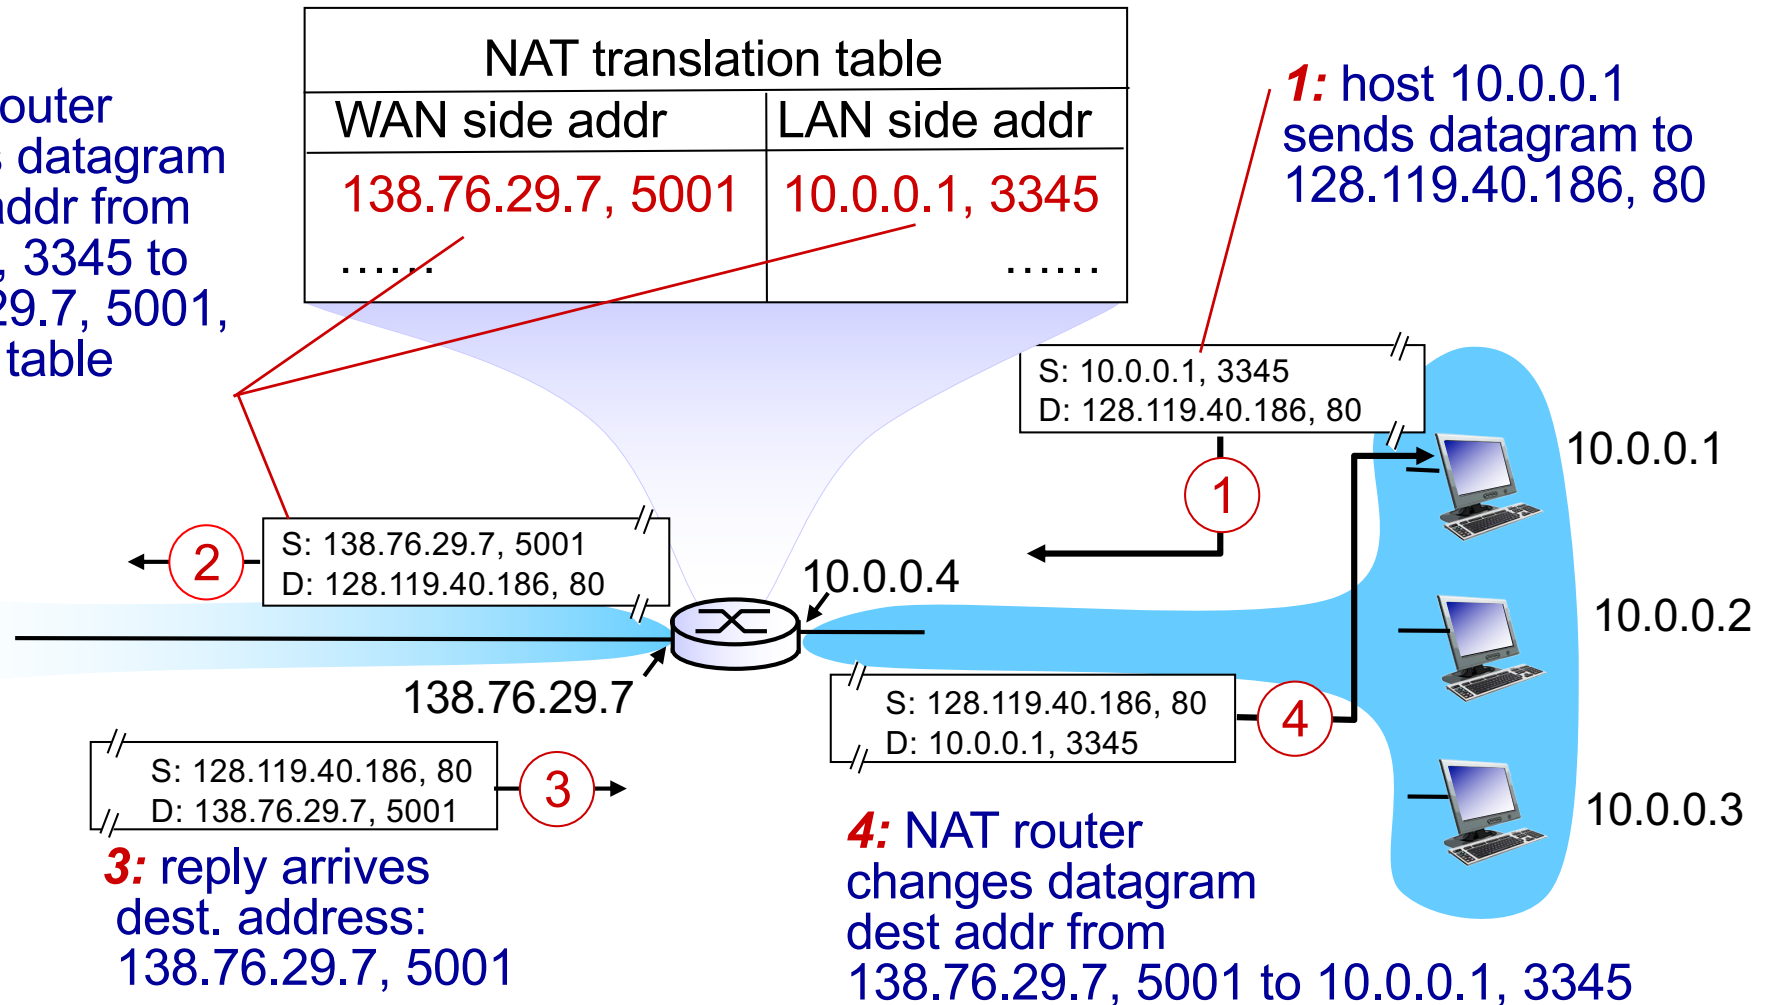 NAT translation table
WAN side addr LAN side addr
138.76.29.7, 5001 10.0.0.1, 3345
...... ......
outer
s datagram
addr from
, 3345 to
29.7, 5001,
table
1: host 10.0.0.1
sends datagram to
128.119.40.186, 80
S: 10.0.0.1, 3345
D: 128.119.40.186, 80
1
10.0.0.1
2
S: 138.76.29.7, 5001
D: 128.119.40.186, 80
10.0.0.4
10.0.0.2
138.76.29.7
S: 128.119.40.186, 80
D: 10.0.0.1, 3345
4
S: 128.119.40.186, 80
D: 138.76.29.7, 5001
3
10.0.0.3
3: reply arrives
dest. address:
138.76.29.7, 5001
4: NAT router
changes datagram
dest addr from
138.76.29.7, 5001 to 10.0.0.1, 3345